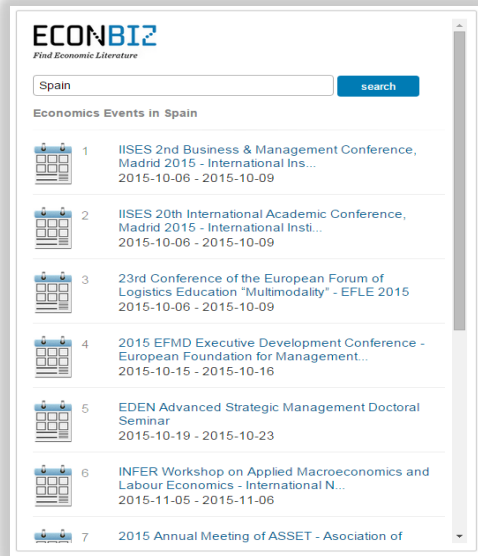 ECONBIZ
Find Economic Literature
Spain
search
Economics Events in Spain
1
IISES 2nd Business & Management Conference,
Madrid 2015 - International Ins...
2015-10-06 - 2015-10-09
2
IISES 20th International Academic Conference,
Madrid 2015 - International Insti...
2015-10-06 - 2015-10-09
3
23rd Conference of the European Forum of
Logistics Education “Multimodality” - EFLE 2015
2015-10-06 - 2015-10-09
4
2015 EFMD Executive Development Conference -
European Foundation for Management...
2015-10-15 - 2015-10-16
5
EDEN Advanced Strategic Management Doctoral
Seminar
2015-10-19 - 2015-10-23
6
INFER Workshop on Applied Macroeconomics and
Labour Economics - International N...
2015-11-05 - 2015-11-06
7
2015 Annual Meeting of ASSET - Asociation of